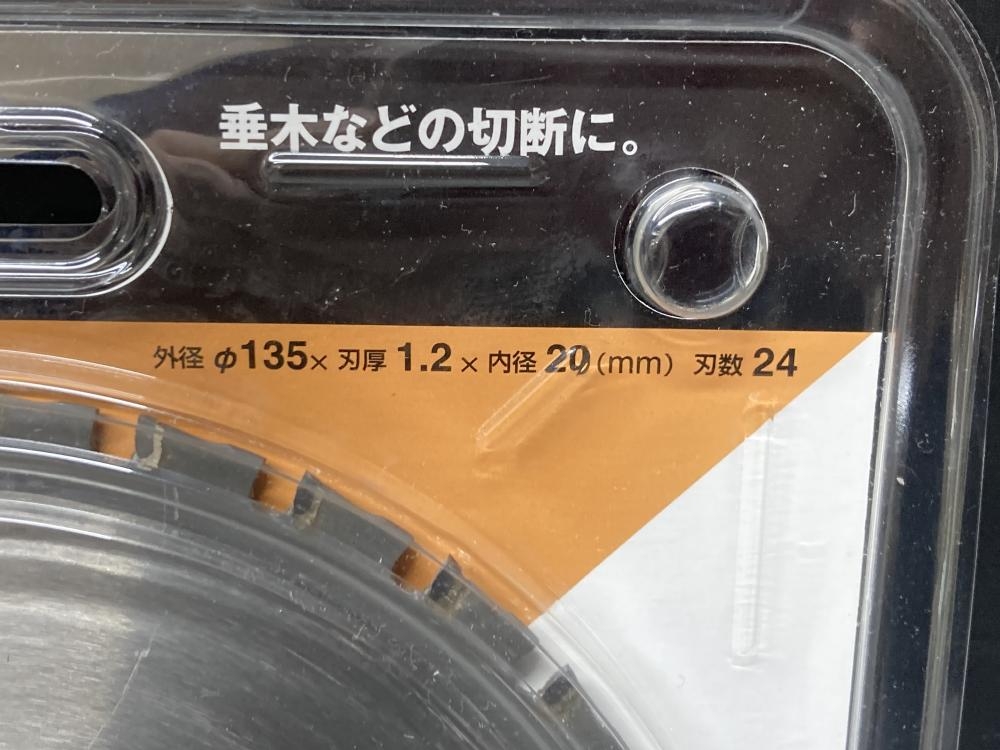 垂木などの切断に。
外径 φ135× 刃厚 1.2 × 内径 20(mm) 刃数 24